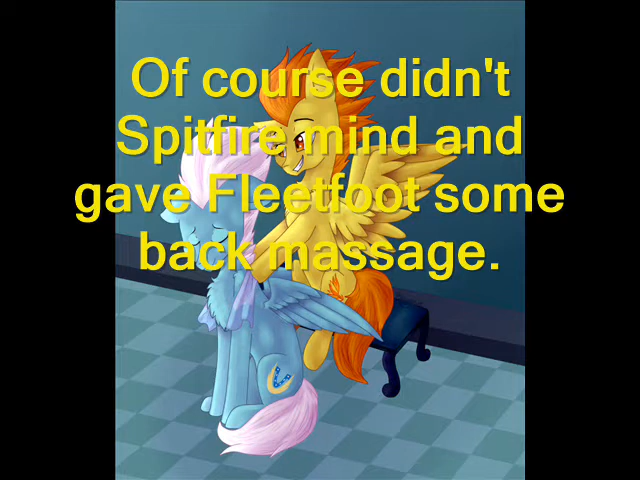 Of course didn't
Spitfire mind and
gave Fleetfoot some
back massage.